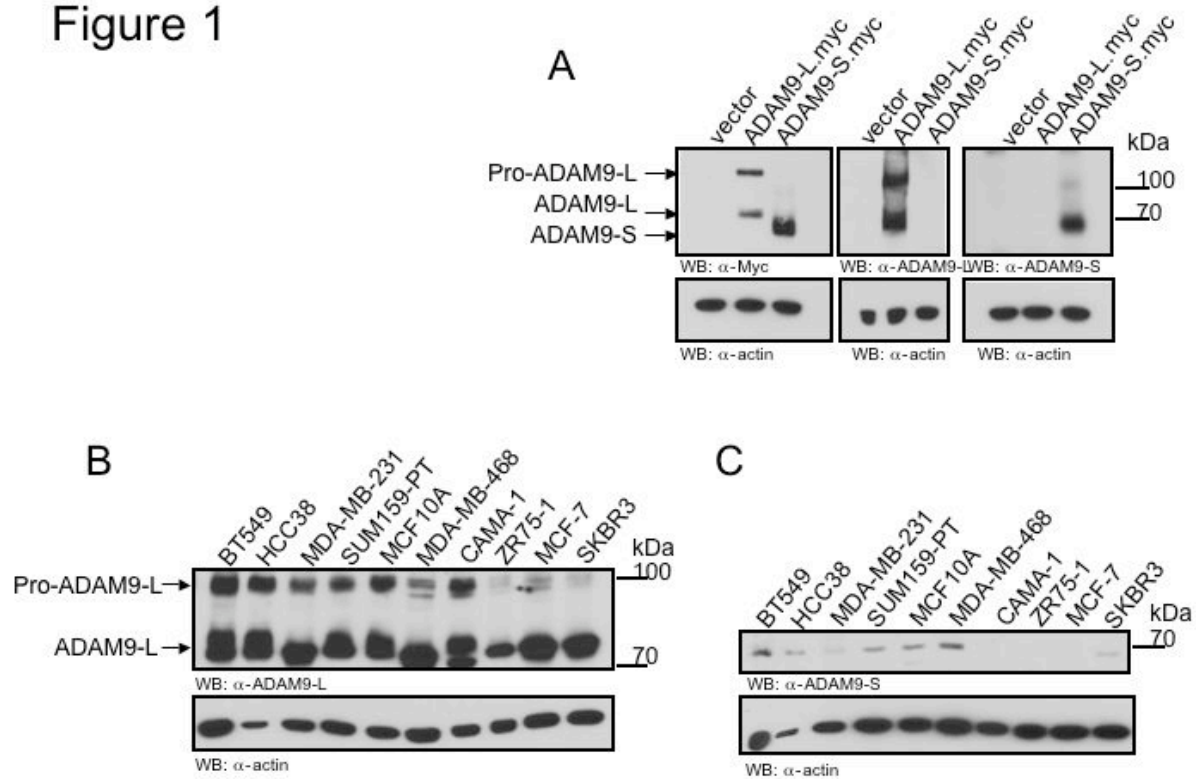 Figure 1
A
vector
ADAM9-L.myc
ADAM9-S.myc
vector
ADAM9-L.myc
ADAM9-S.myc
vector
ADAM9-L.myc
ADAM9-S.myc
kDa
Pro-ADAM9-L
100
ADAM9-L
70
ADAM9-S
WB: α-Myc
WB: α-ADAM9-L
WB: α-ADAM9-S
WB: α-actin
WB: α-actin
WB: α-actin
B
BT549
HCC38
MDA-MB-231
SUM159-PT
MCF10A
MDA-MB-468
CAMA-1
ZR75-1
MCF-7
SKBR3
kDa
Pro-ADAM9-L
100
ADAM9-L
70
WB: α-ADAM9-L
WB: α-actin
C
BT549
HCC38
MDA-MB-231
SUM159-PT
MCF10A
MDA-MB-468
CAMA-1
ZR75-1
MCF-7
SKBR3
kDa
70
WB: α-ADAM9-S
WB: α-actin